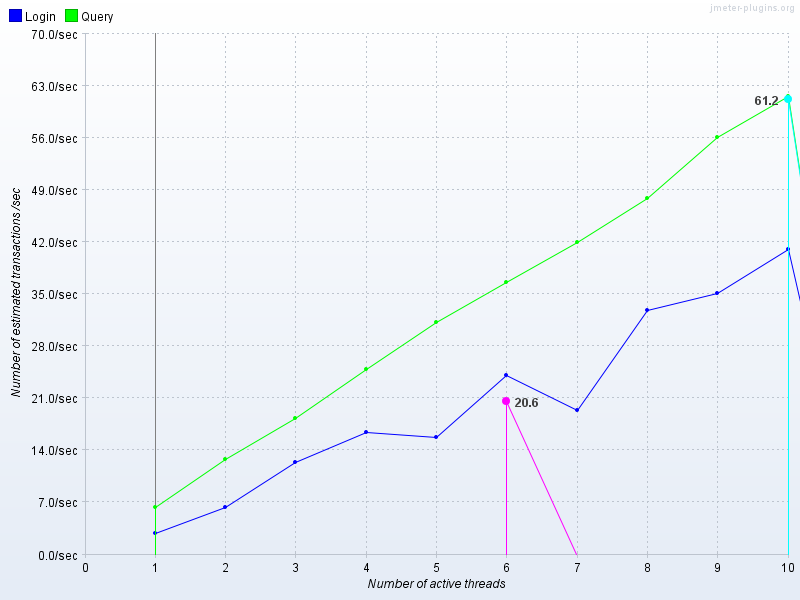 jmeter-plugins.org
Login Query
70.0/sec
63.0/sec
61.2
56.0/sec
49.0/sec
42.0/sec
35.0/sec
28.0/sec
21.0/sec
20.6
14.0/sec
7.0/sec
0.0/sec
Number of estimated transactions /sec
0 1 2 3 4 5 6 7 8 9 10
Number of active threads